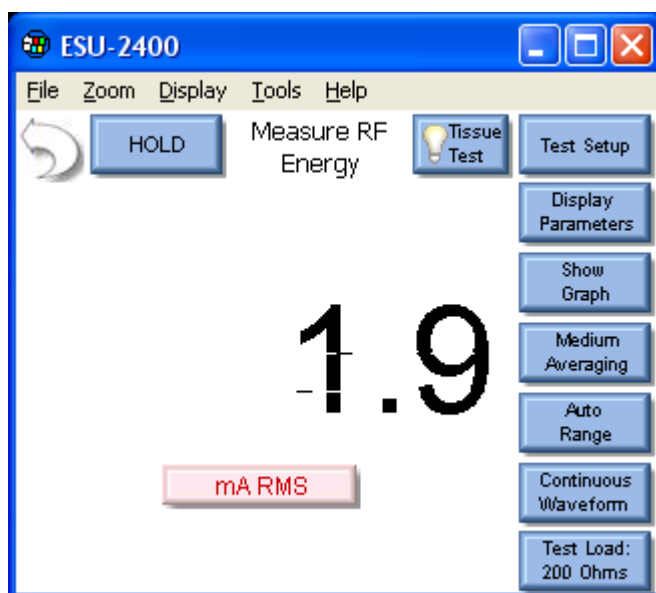 ESU-2400
File Zoom Display Tools Help
HOLD
Measure RF
Energy
Tissue
Test
Test Setup
Display
Parameters
Show
Graph
Medium
Averaging
Auto
Range
1.9
mA RMS
Continuous
Waveform
Test Load:
200 Ohms